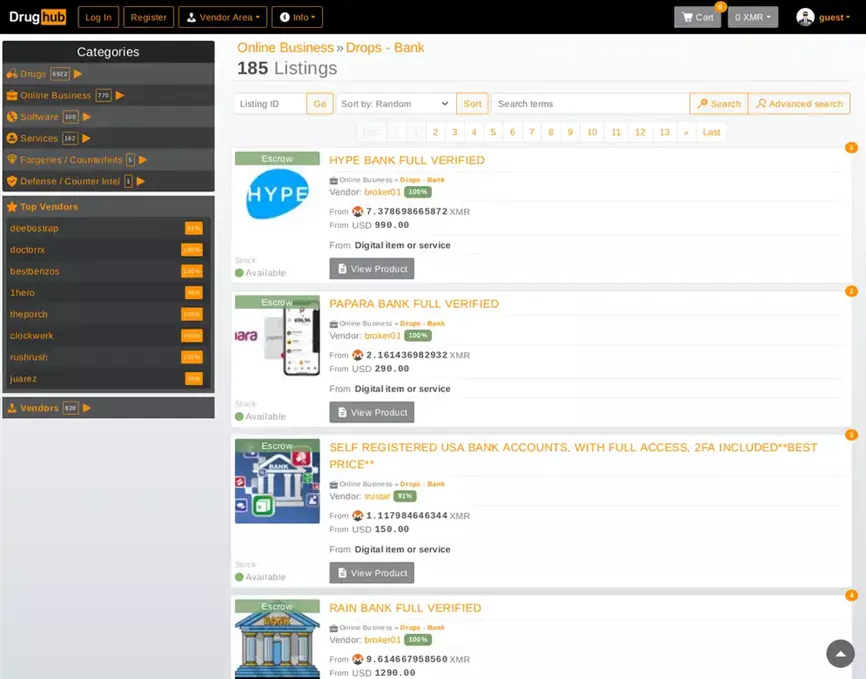 Drughub
Log In
Register
Vendor Area
Info
0
Cart
0 XMR
guest
Categories
Drugs 6922
Online Business 770
Software 100
Services 182
Forgeries / Counterfeits 5
Defense / Counter Intel 1
Top Vendors
deebostrap
doctorrx 100%
bestbenzos 100%
1hero
theporch 100%
clockwerk 100%
rushrush
juarez
Vendors 828
Online Business » Drops - Bank
185 Listings
Listing ID
Go
Sort by: Random
Sort
Search terms
Search
Advanced search
First « 1 2 3 4 5 6 7 8 9 10 11 12 13 » Last
1
Escrow
HYPE BANK FULL VERIFIED
HYPE
Online Business » Drops - Bank
Vendor: broker01 100%
From 7.378698665872 XMR
From USD 990.00
From Digital item or service
Stock:
Available
View Product
2
Escrow
PAPARA BANK FULL VERIFIED
para
Online Business » Drops - Bank
Vendor: broker01 100%
From 2.161436982932 XMR
From USD 290.00
From Digital item or service
Stock:
Available
View Product
3
Escrow
SELF REGISTERED USA BANK ACCOUNTS, WITH FULL ACCESS, 2FA INCLUDED**BEST
PRICE**
BANK
Online Business » Drops - Bank
Vendor: trustar 91%
From 1.117984646344 XMR
From USD 150.00
From Digital item or service
Stock:
Available
View Product
4
Escrow
RAIN BANK FULL VERIFIED
BANK
Online Business » Drops - Bank
Vendor: broker01 100%
From 9.614667958560 XMR
From USD 1290.00